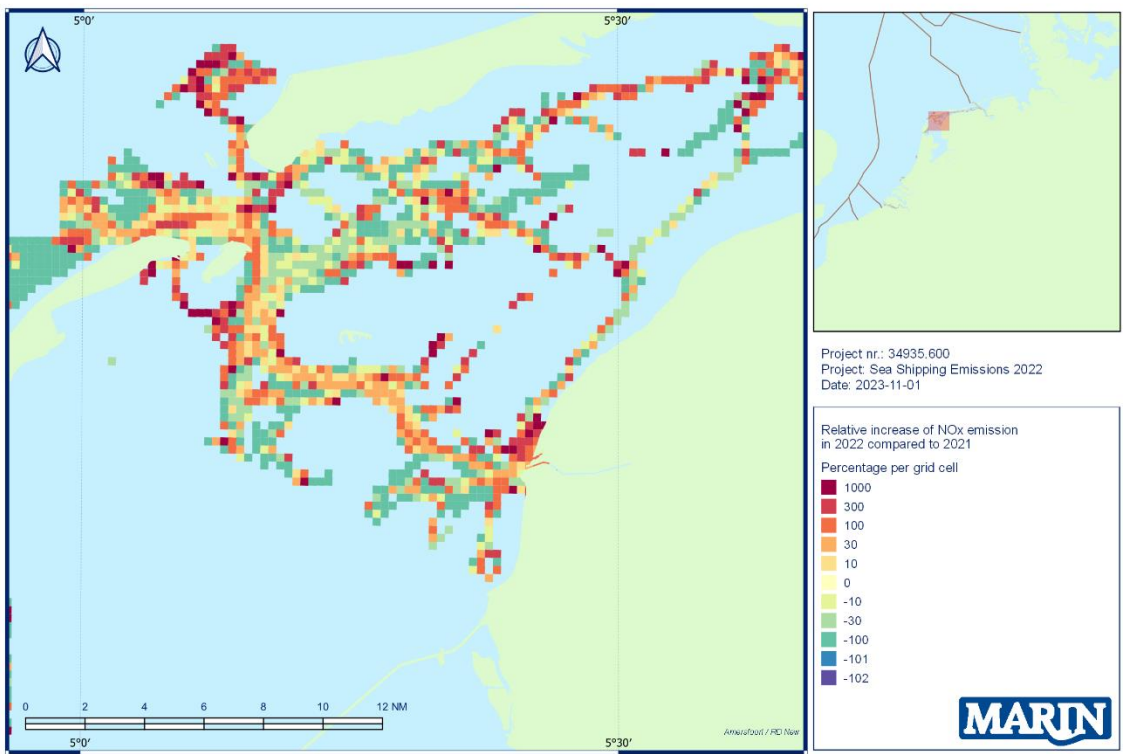 5°0'
5°30'
0 2 4 6 8 10 12 NM
5°0'
5°30'
Amersfoort / RD New
Project nr.: 34935.600
Project: Sea Shipping Emissions 2022
Date: 2023-11-01
Relative increase of NOx emission
in 2022 compared to 2021
Percentage per grid cell
1000
300
100
30
10
0
-10
-30
-100
-101
-102
MARIN